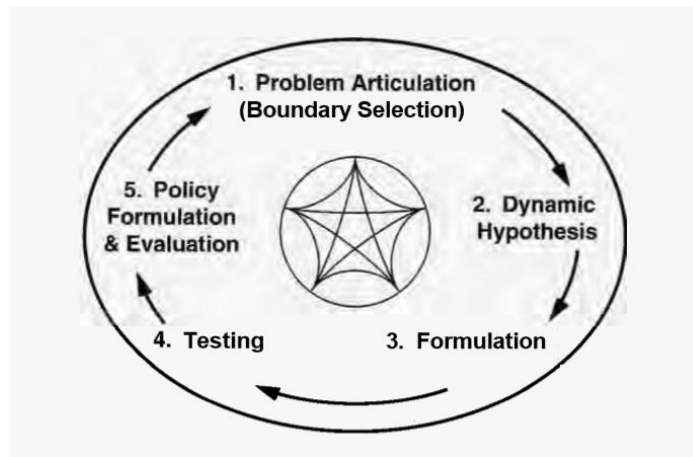 1. Problem Articulation
(Boundary Selection)
2. Dynamic
Hypothesis
3. Formulation
4. Testing
5. Policy
Formulation
& Evaluation